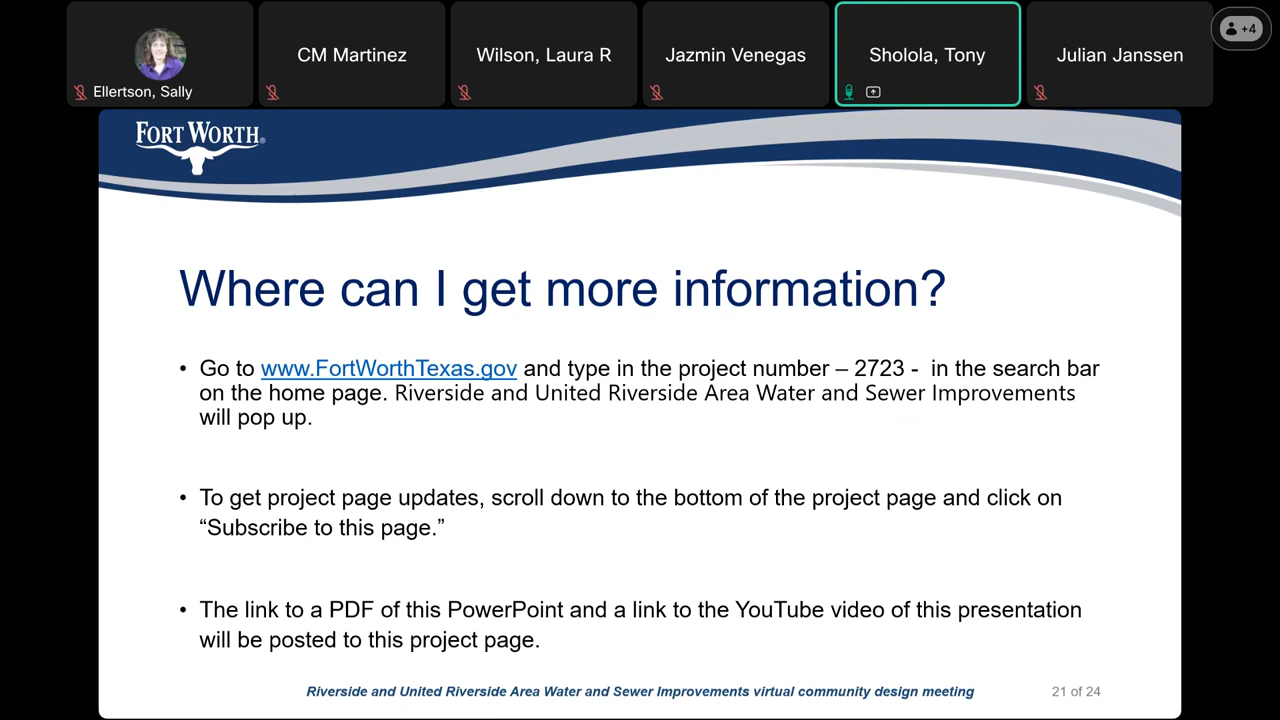 Ellertson, Sally
CM Martinez
Wilson, Laura R
Jazmin Venegas
Sholola, Tony
Julian Janssen
+4
FORT WORTH®
Where can I get more information?
• Go to www.FortWorthTexas.gov and type in the project number – 2723 - in the search bar
on the home page. Riverside and United Riverside Area Water and Sewer Improvements
will pop up.
• To get project page updates, scroll down to the bottom of the project page and click on
“Subscribe to this page.”
• The link to a PDF of this PowerPoint and a link to the YouTube video of this presentation
will be posted to this project page.
Riverside and United Riverside Area Water and Sewer Improvements virtual community design meeting
21 of 24